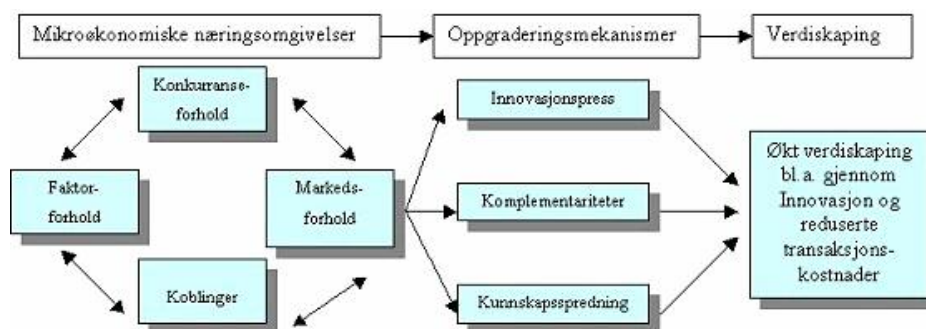 Mikroøkonomiske næringsomgivelser
Oppgraderingsmekanismer
Verdiskaping
Konkurranse-
forhold
Faktor-
forhold
Markeds-
forhold
Koblinger
Innovasjonspress
Komplementariteter
Kunnskapsspredning
Økt verdiskaping
bl.a. gjennom
Innovasjon og
reduserte
transaksjons-
kostnader